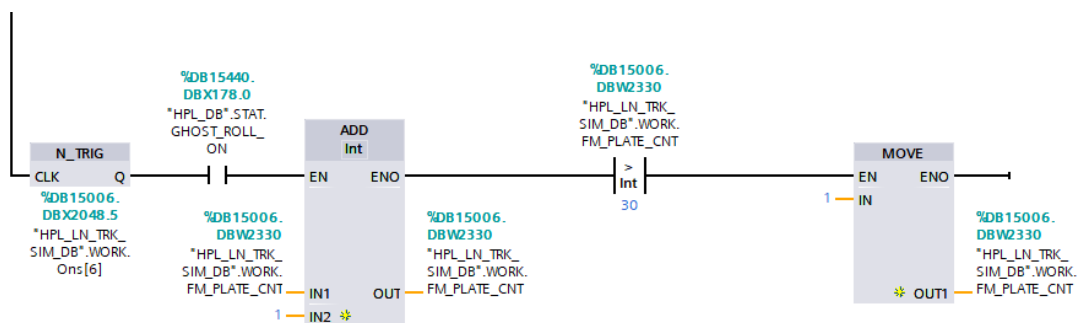 %DB15006.
DBW2330
"HPL_LN_TRK_
SIM_DB".WORK.
FM_PLATE_CNT
>
Int
30
%DB15440.
DBX178.0
"HPL_DB".STAT.
GHOST_ROLL_
ON
N_TRIG
CLK Q
%DB15006.
DBX2048.5
"HPL_LN_TRK_
SIM_DB".WORK.
Ons[6]
ADD
Int
EN ENO
%DB15006.
DBW2330
"HPL_LN_TRK_
SIM_DB".WORK.
FM_PLATE_CNT
IN1
1
IN2
OUT
%DB15006.
DBW2330
"HPL_LN_TRK_
SIM_DB".WORK.
FM_PLATE_CNT
MOVE
EN ENO
1
IN
OUT1
%DB15006.
DBW2330
"HPL_LN_TRK_
SIM_DB".WORK.
FM_PLATE_CNT